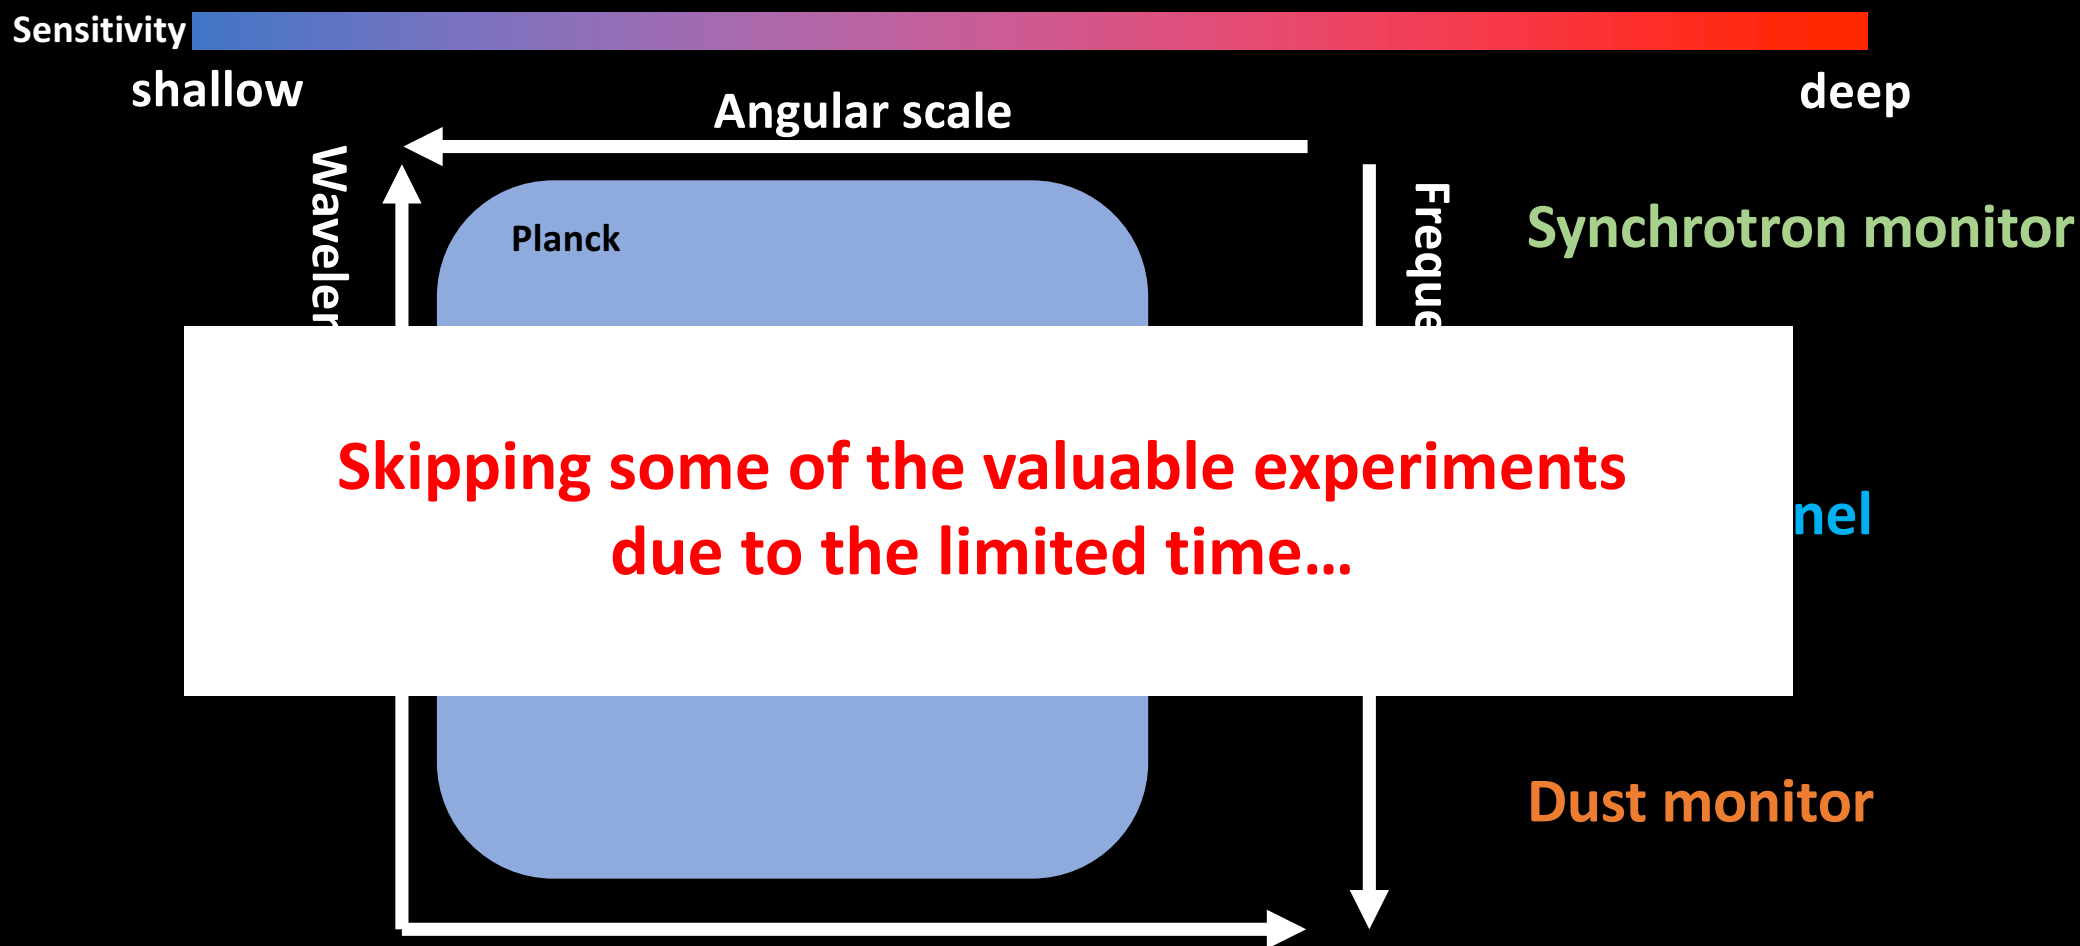 Sensitivity
shallow
deep
Angular scale
Planck
Synchrotron monitor
Skipping some of the valuable experiments
due to the limited time...
Dust monitor